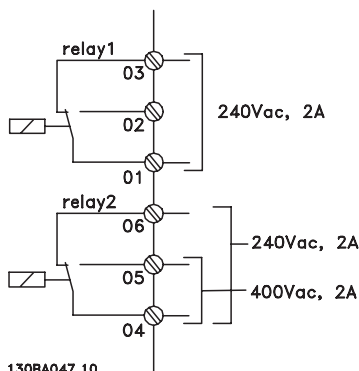 relay1
03
240Vac, 2A
02
01
relay2
06
240Vac, 2A
05
400Vac, 2A
04
130BA047.10